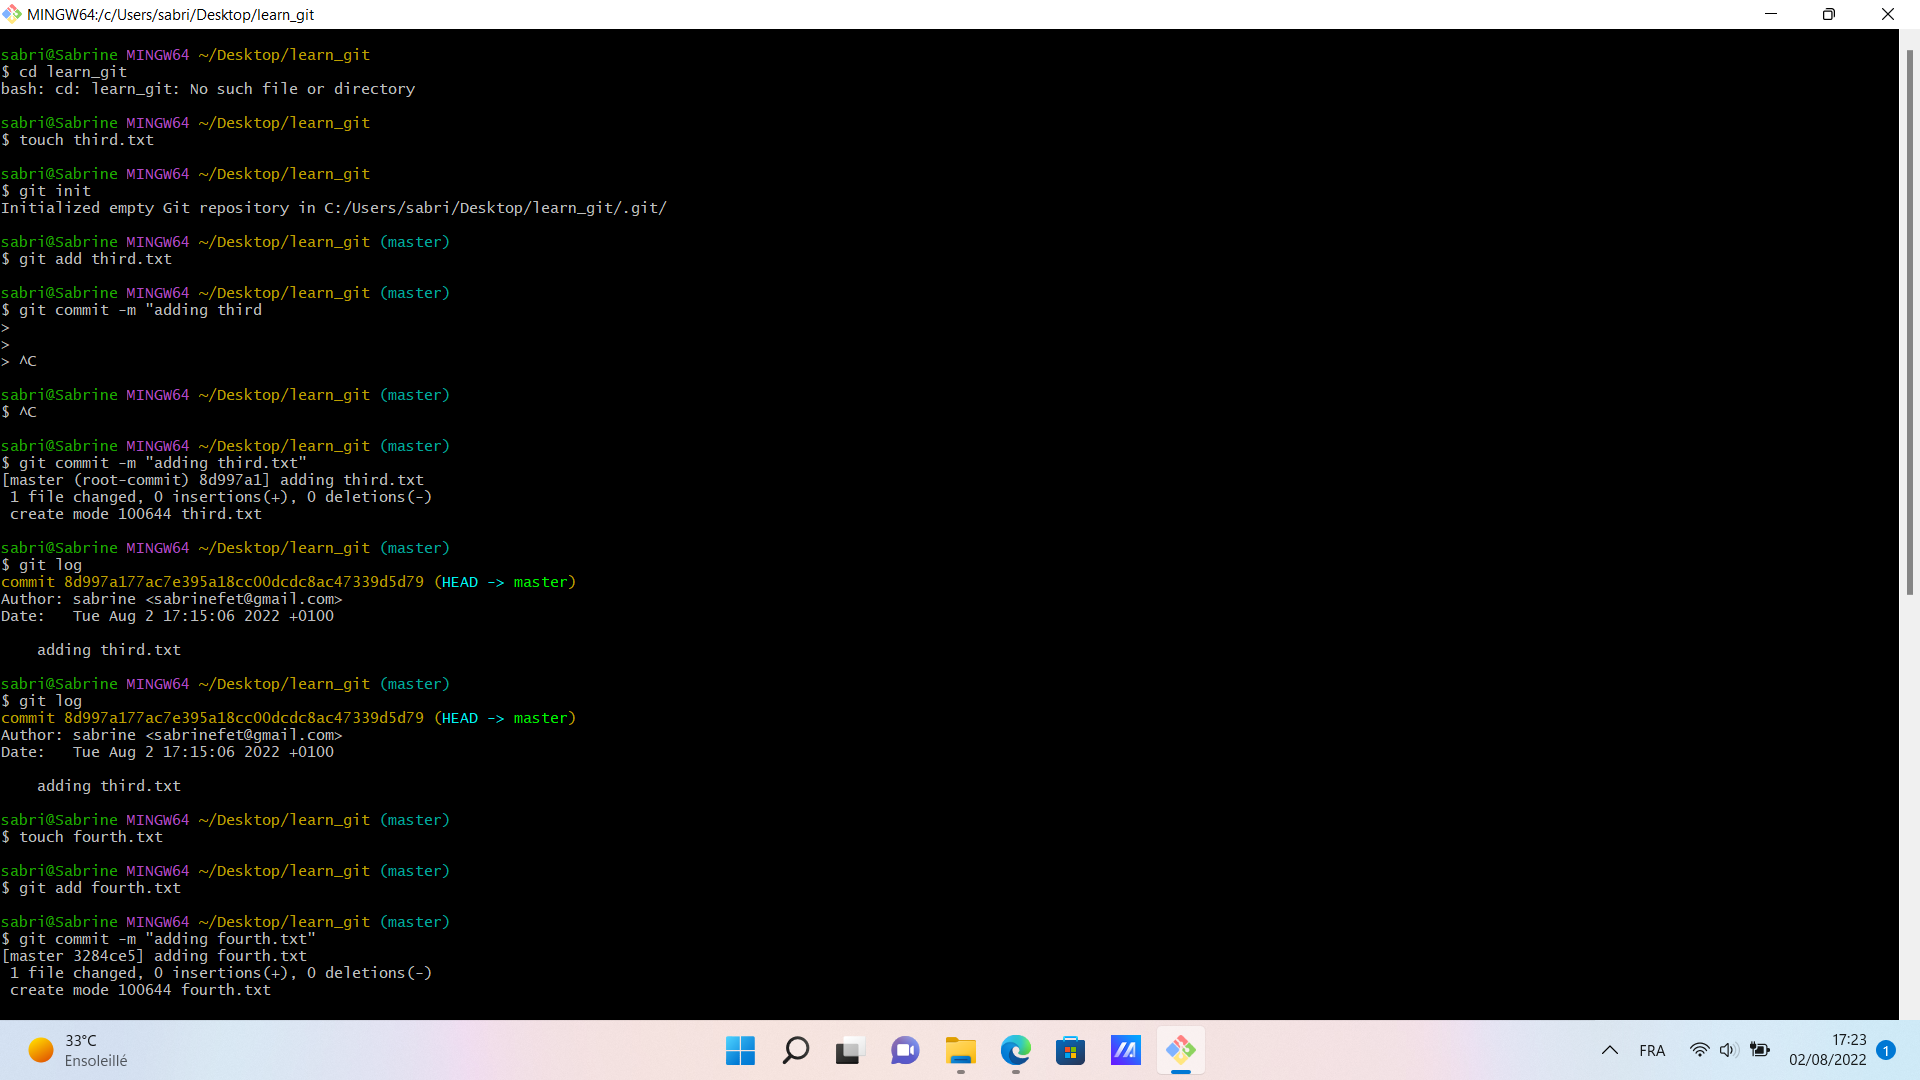 MINGW64:/c/Users/sabri/Desktop/learn_git
sabri@Sabrine MINGW64 ~/Desktop/learn_git
$ cd learn_git
bash: cd: learn_git: No such file or directory
sabri@Sabrine MINGW64 ~/Desktop/learn_git
$ touch third.txt
sabri@Sabrine MINGW64 ~/Desktop/learn_git
$ git init
Initialized empty Git repository in C:/Users/sabri/Desktop/learn_git/.git/
sabri@Sabrine MINGW64 ~/Desktop/learn_git (master)
$ git add third.txt
sabri@Sabrine MINGW64 ~/Desktop/learn_git (master)
$ git commit -m "adding third
>
>
> ^C
sabri@Sabrine MINGW64 ~/Desktop/learn_git (master)
$ ^C
sabri@Sabrine MINGW64 ~/Desktop/learn_git (master)
$ git commit -m "adding third.txt"
[master (root-commit) 8d997a1] adding third.txt
 1 file changed, 0 insertions(+), 0 deletions(-)
 create mode 100644 third.txt
sabri@Sabrine MINGW64 ~/Desktop/learn_git (master)
$ git log
commit 8d997a177ac7e395a18cc00dcdc8ac47339d5d79 (HEAD -> master)
Author: sabrine <sabrinefet@gmail.com>
Date:   Tue Aug 2 17:15:06 2022 +0100
    adding third.txt
sabri@Sabrine MINGW64 ~/Desktop/learn_git (master)
$ git log
commit 8d997a177ac7e395a18cc00dcdc8ac47339d5d79 (HEAD -> master)
Author: sabrine <sabrinefet@gmail.com>
Date:   Tue Aug 2 17:15:06 2022 +0100
    adding third.txt
sabri@Sabrine MINGW64 ~/Desktop/learn_git (master)
$ touch fourth.txt
sabri@Sabrine MINGW64 ~/Desktop/learn_git (master)
$ git add fourth.txt
sabri@Sabrine MINGW64 ~/Desktop/learn_git (master)
$ git commit -m "adding fourth.txt"
[master 3284ce5] adding fourth.txt
 1 file changed, 0 insertions(+), 0 deletions(-)
 create mode 100644 fourth.txt
33°C
Ensoleillé
FRA
17:23
02/08/2022
1